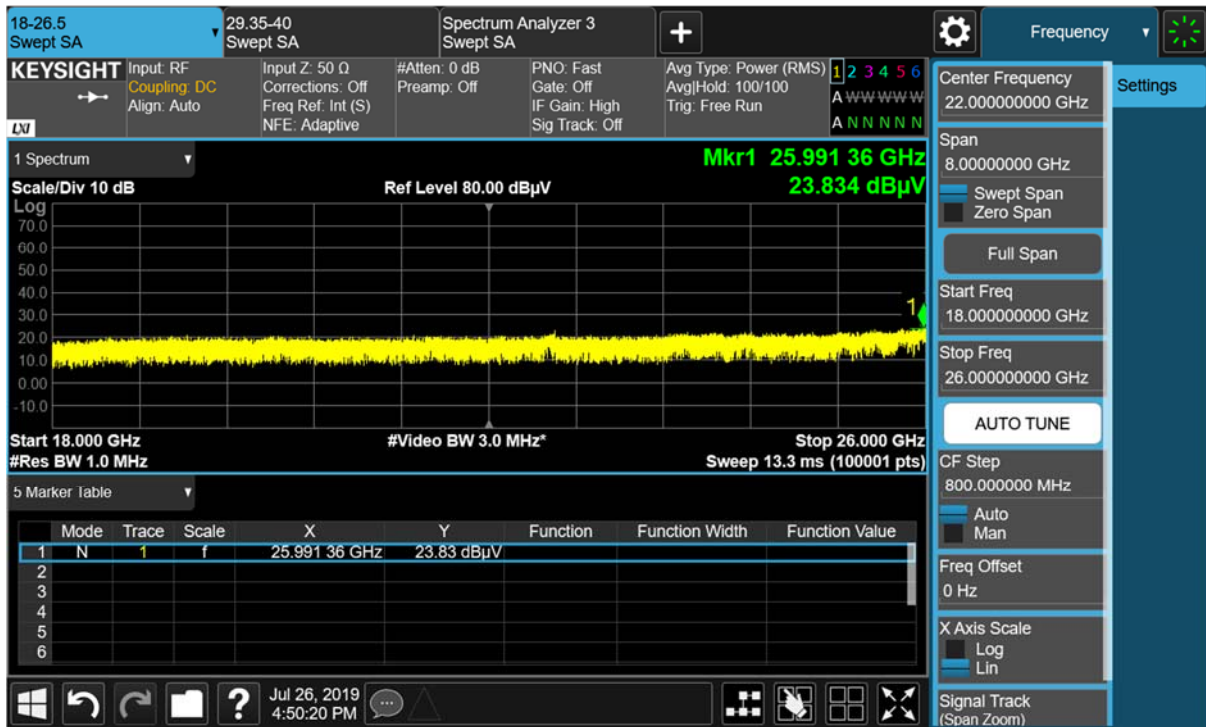 18-26.5
Swept SA
29.35-40
Swept SA
Spectrum Analyzer 3
Swept SA
Frequency
KEYSIGHT
LXI
Input: RF
Coupling: DC
Align: Auto
Input Z: 50 Ω
Corrections: Off
Freq Ref: Int (S)
NFE: Adaptive
#Atten: 0 dB
Preamp: Off
PNO: Fast
Gate: Off
IF Gain: High
Sig Track: Off
Avg Type: Power (RMS)
Avg|Hold: 100/100
Trig: Free Run
1 2 3 4 5 6
A W W W W W
A N N N N N
1 Spectrum
Scale/Div 10 dB
Ref Level 80.00 dBµV
Mkr1 25.991 36 GHz
23.834 dBµV
Log
70.0
60.0
50.0
40.0
30.0
20.0
10.0
0.00
-10.0
1
Start 18.000 GHz
#Video BW 3.0 MHz*
Stop 26.000 GHz
#Res BW 1.0 MHz
Sweep 13.3 ms (100001 pts)
5 Marker Table
Mode Trace Scale X Y Function Function Width Function Value
1 N 1 f 25.991 36 GHz 23.83 dBµV
2
3
4
5
6
Jul 26, 2019
4:50:20 PM
?
Center Frequency
22.000000000 GHz
Settings
Span
8.00000000 GHz
Swept Span
Zero Span
Full Span
Start Freq
18.000000000 GHz
Stop Freq
26.000000000 GHz
AUTO TUNE
CF Step
800.000000 MHz
Auto
Man
Freq Offset
0 Hz
X Axis Scale
Log
Lin
Signal Track
(Span Zoom)